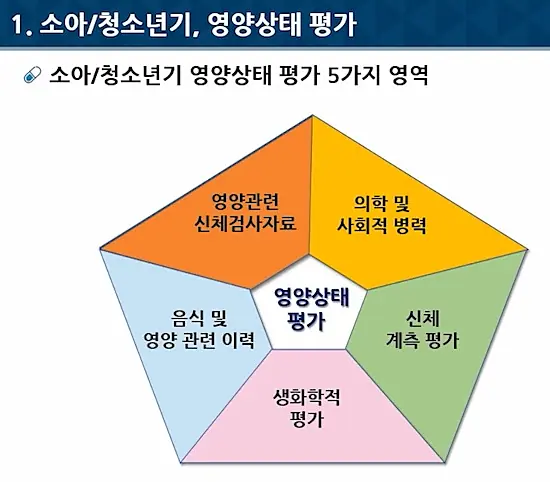 1. 소아/청소년기, 영양상태 평가
소아/청소년기 영양상태 평가 5가지 영역
영양관련
신체검사자료
의학 및
사회적 병력
영양상태
평가
음식 및
영양 관련 이력
신체
계측 평가
생화학적
평가